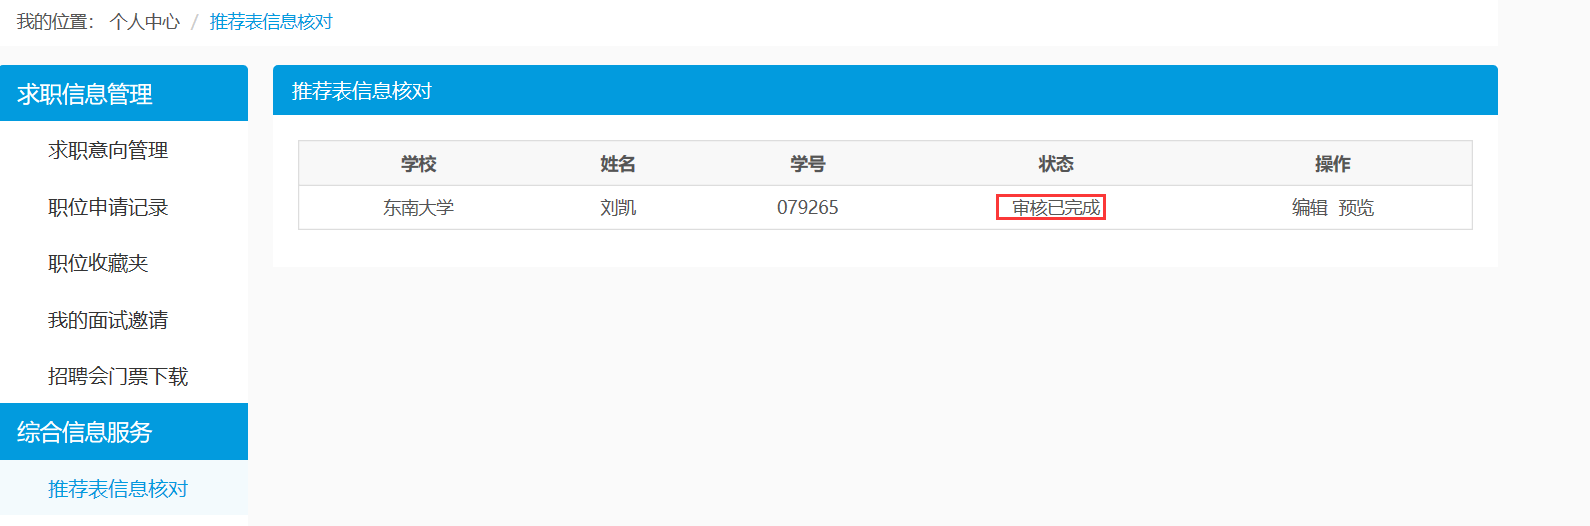 我的位置： 个人中心 / 推荐表信息核对
求职信息管理
求职意向管理
职位申请记录
职位收藏夹
我的面试邀请
招聘会门票下载
综合信息服务
推荐表信息核对
推荐表信息核对
学校 姓名 学号 状态 操作
东南大学 刘凯 079265 审核已完成 编辑 预览